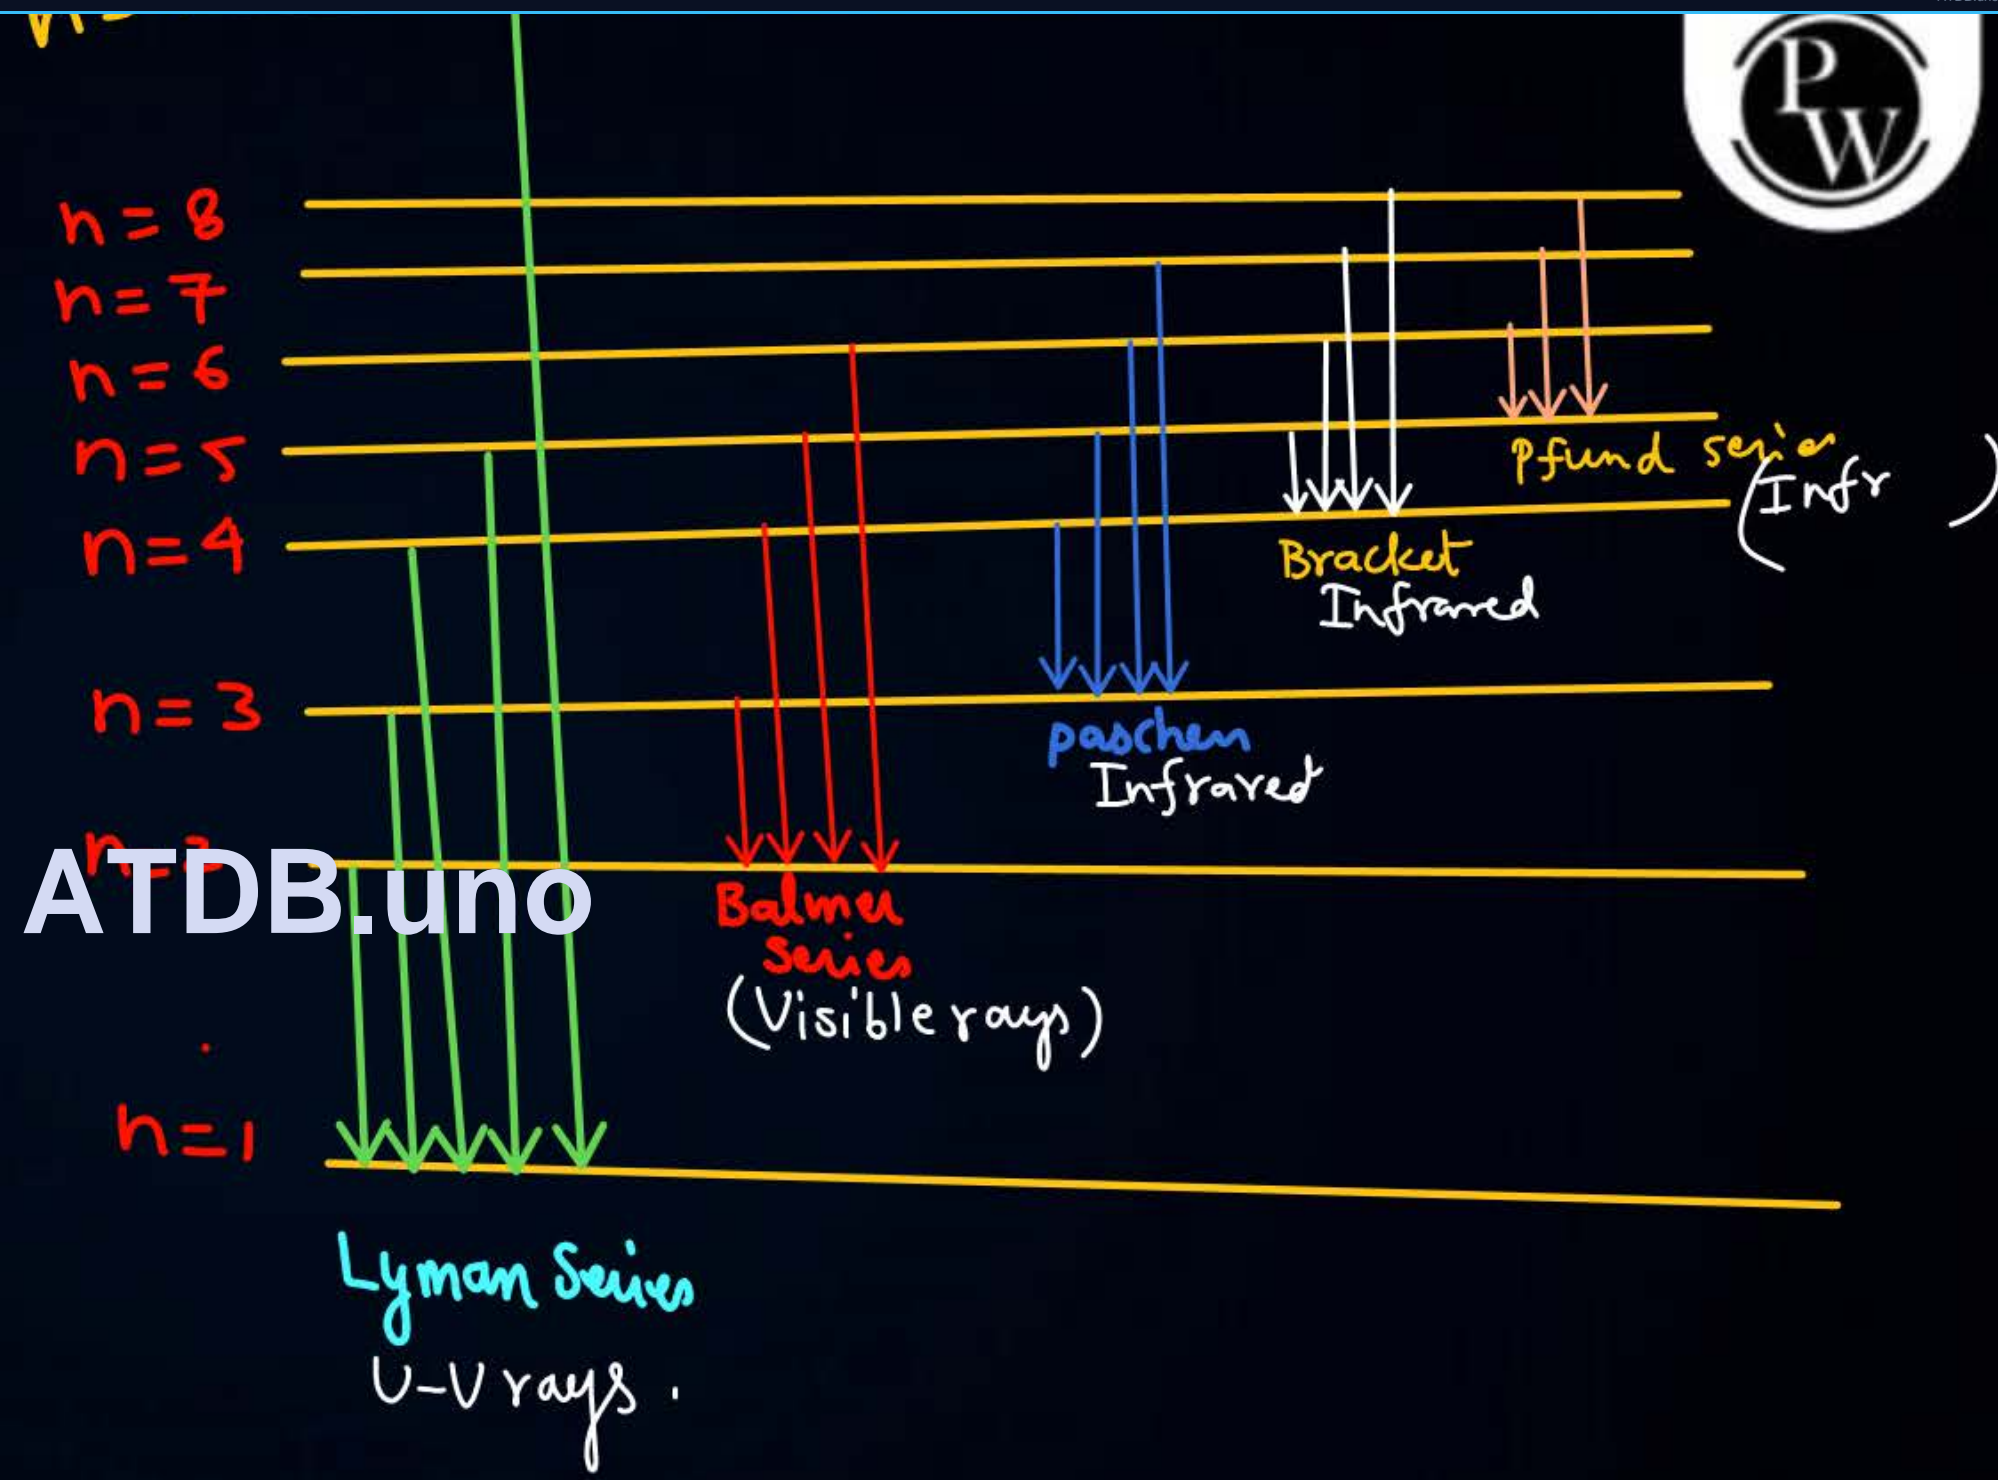 P
W
n = 8
n = 7
n = 6
n = 5
Pfund series
(Infr )
n = 4
Bracket
Infrared
n = 3
paschen
Infrared
ATDB.uno
Balmer
Series
(Visible rays)
n = 1
Lyman Series
U-V rays.